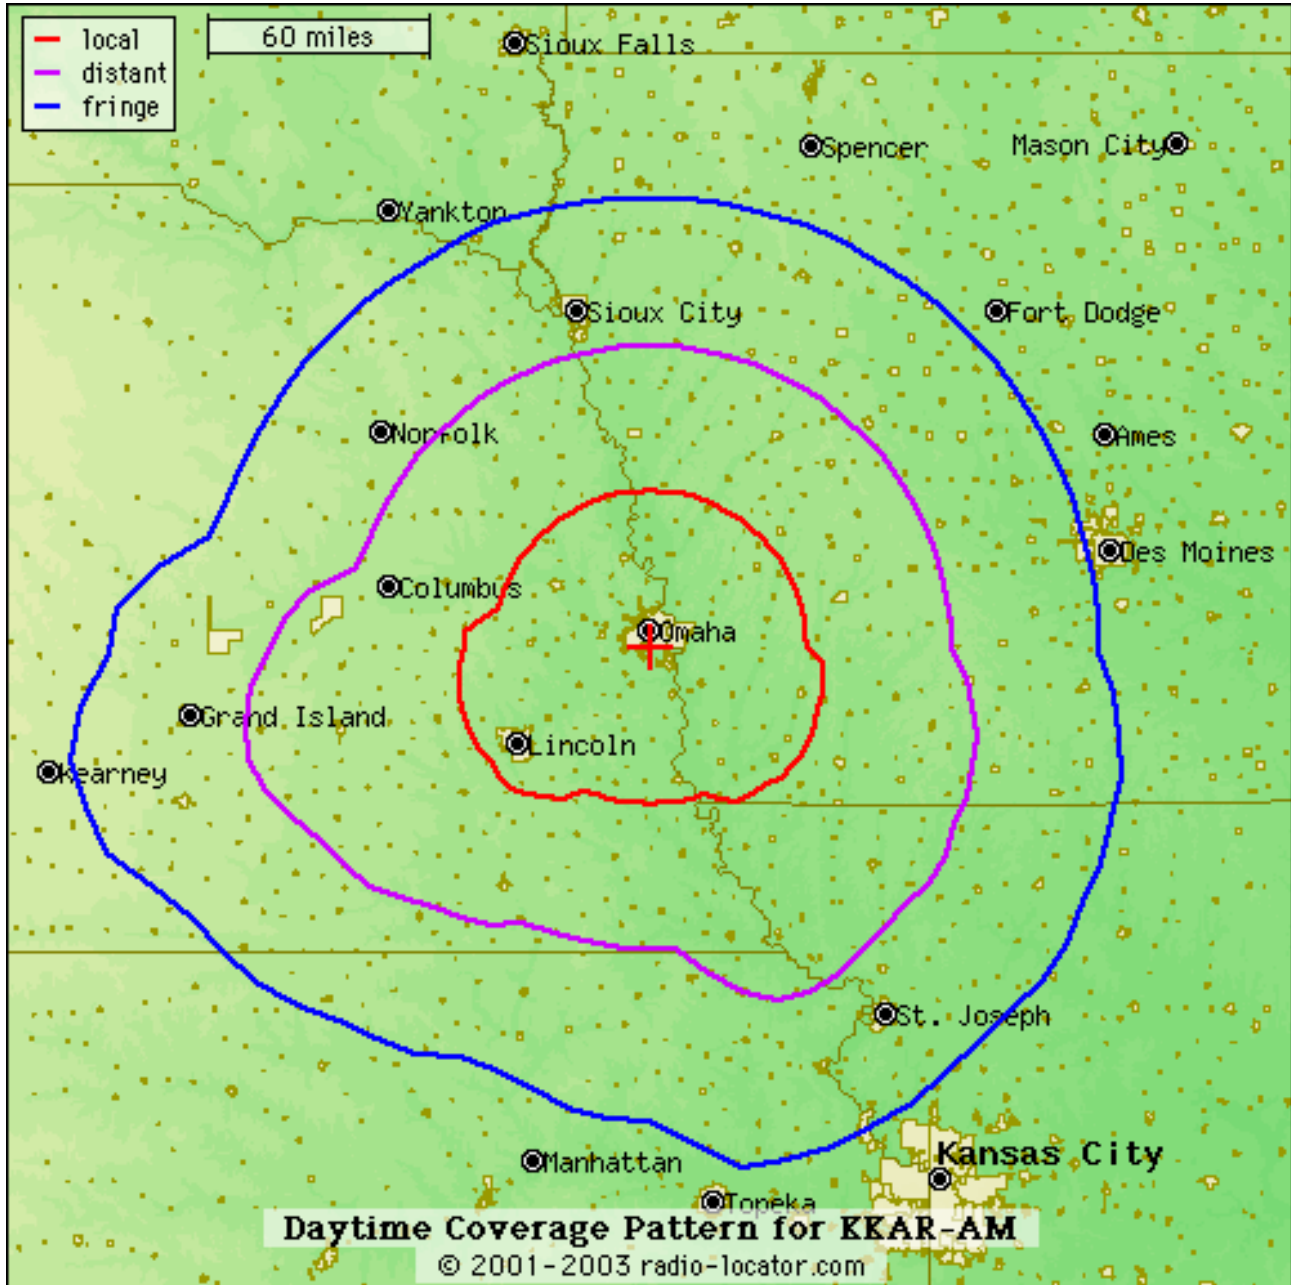 local
distant
fringe
60 miles
Sioux Falls
Spencer
Mason City
Yankton
Sioux City
Fort Dodge
Norfolk
Ames
Des Moines
Columbus
Omaha
Grand Island
Lincoln
Kearney
St. Joseph
Kansas City
Manhattan
Topeka
Daytime Coverage Pattern for KKAR-AM
© 2001-2003 radio-locator.com